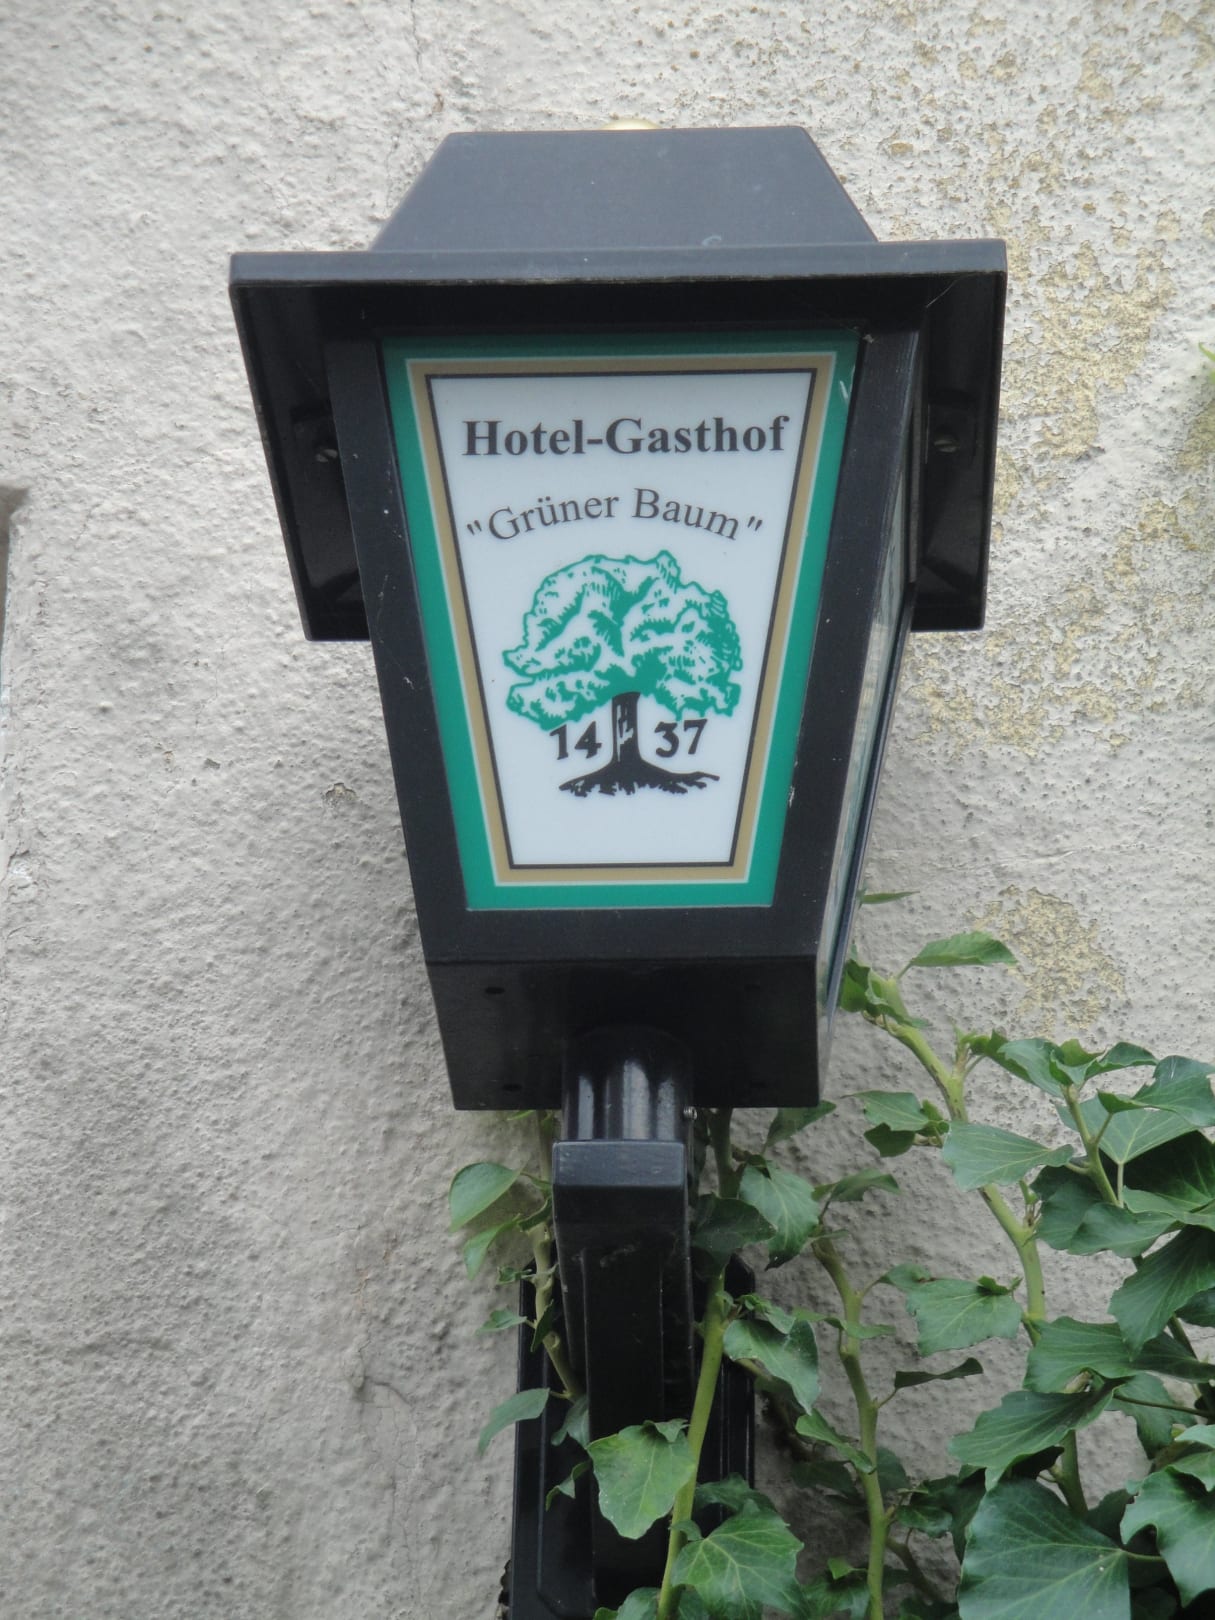 Hotel-Gasthof
"Grüner Baum"
14 37